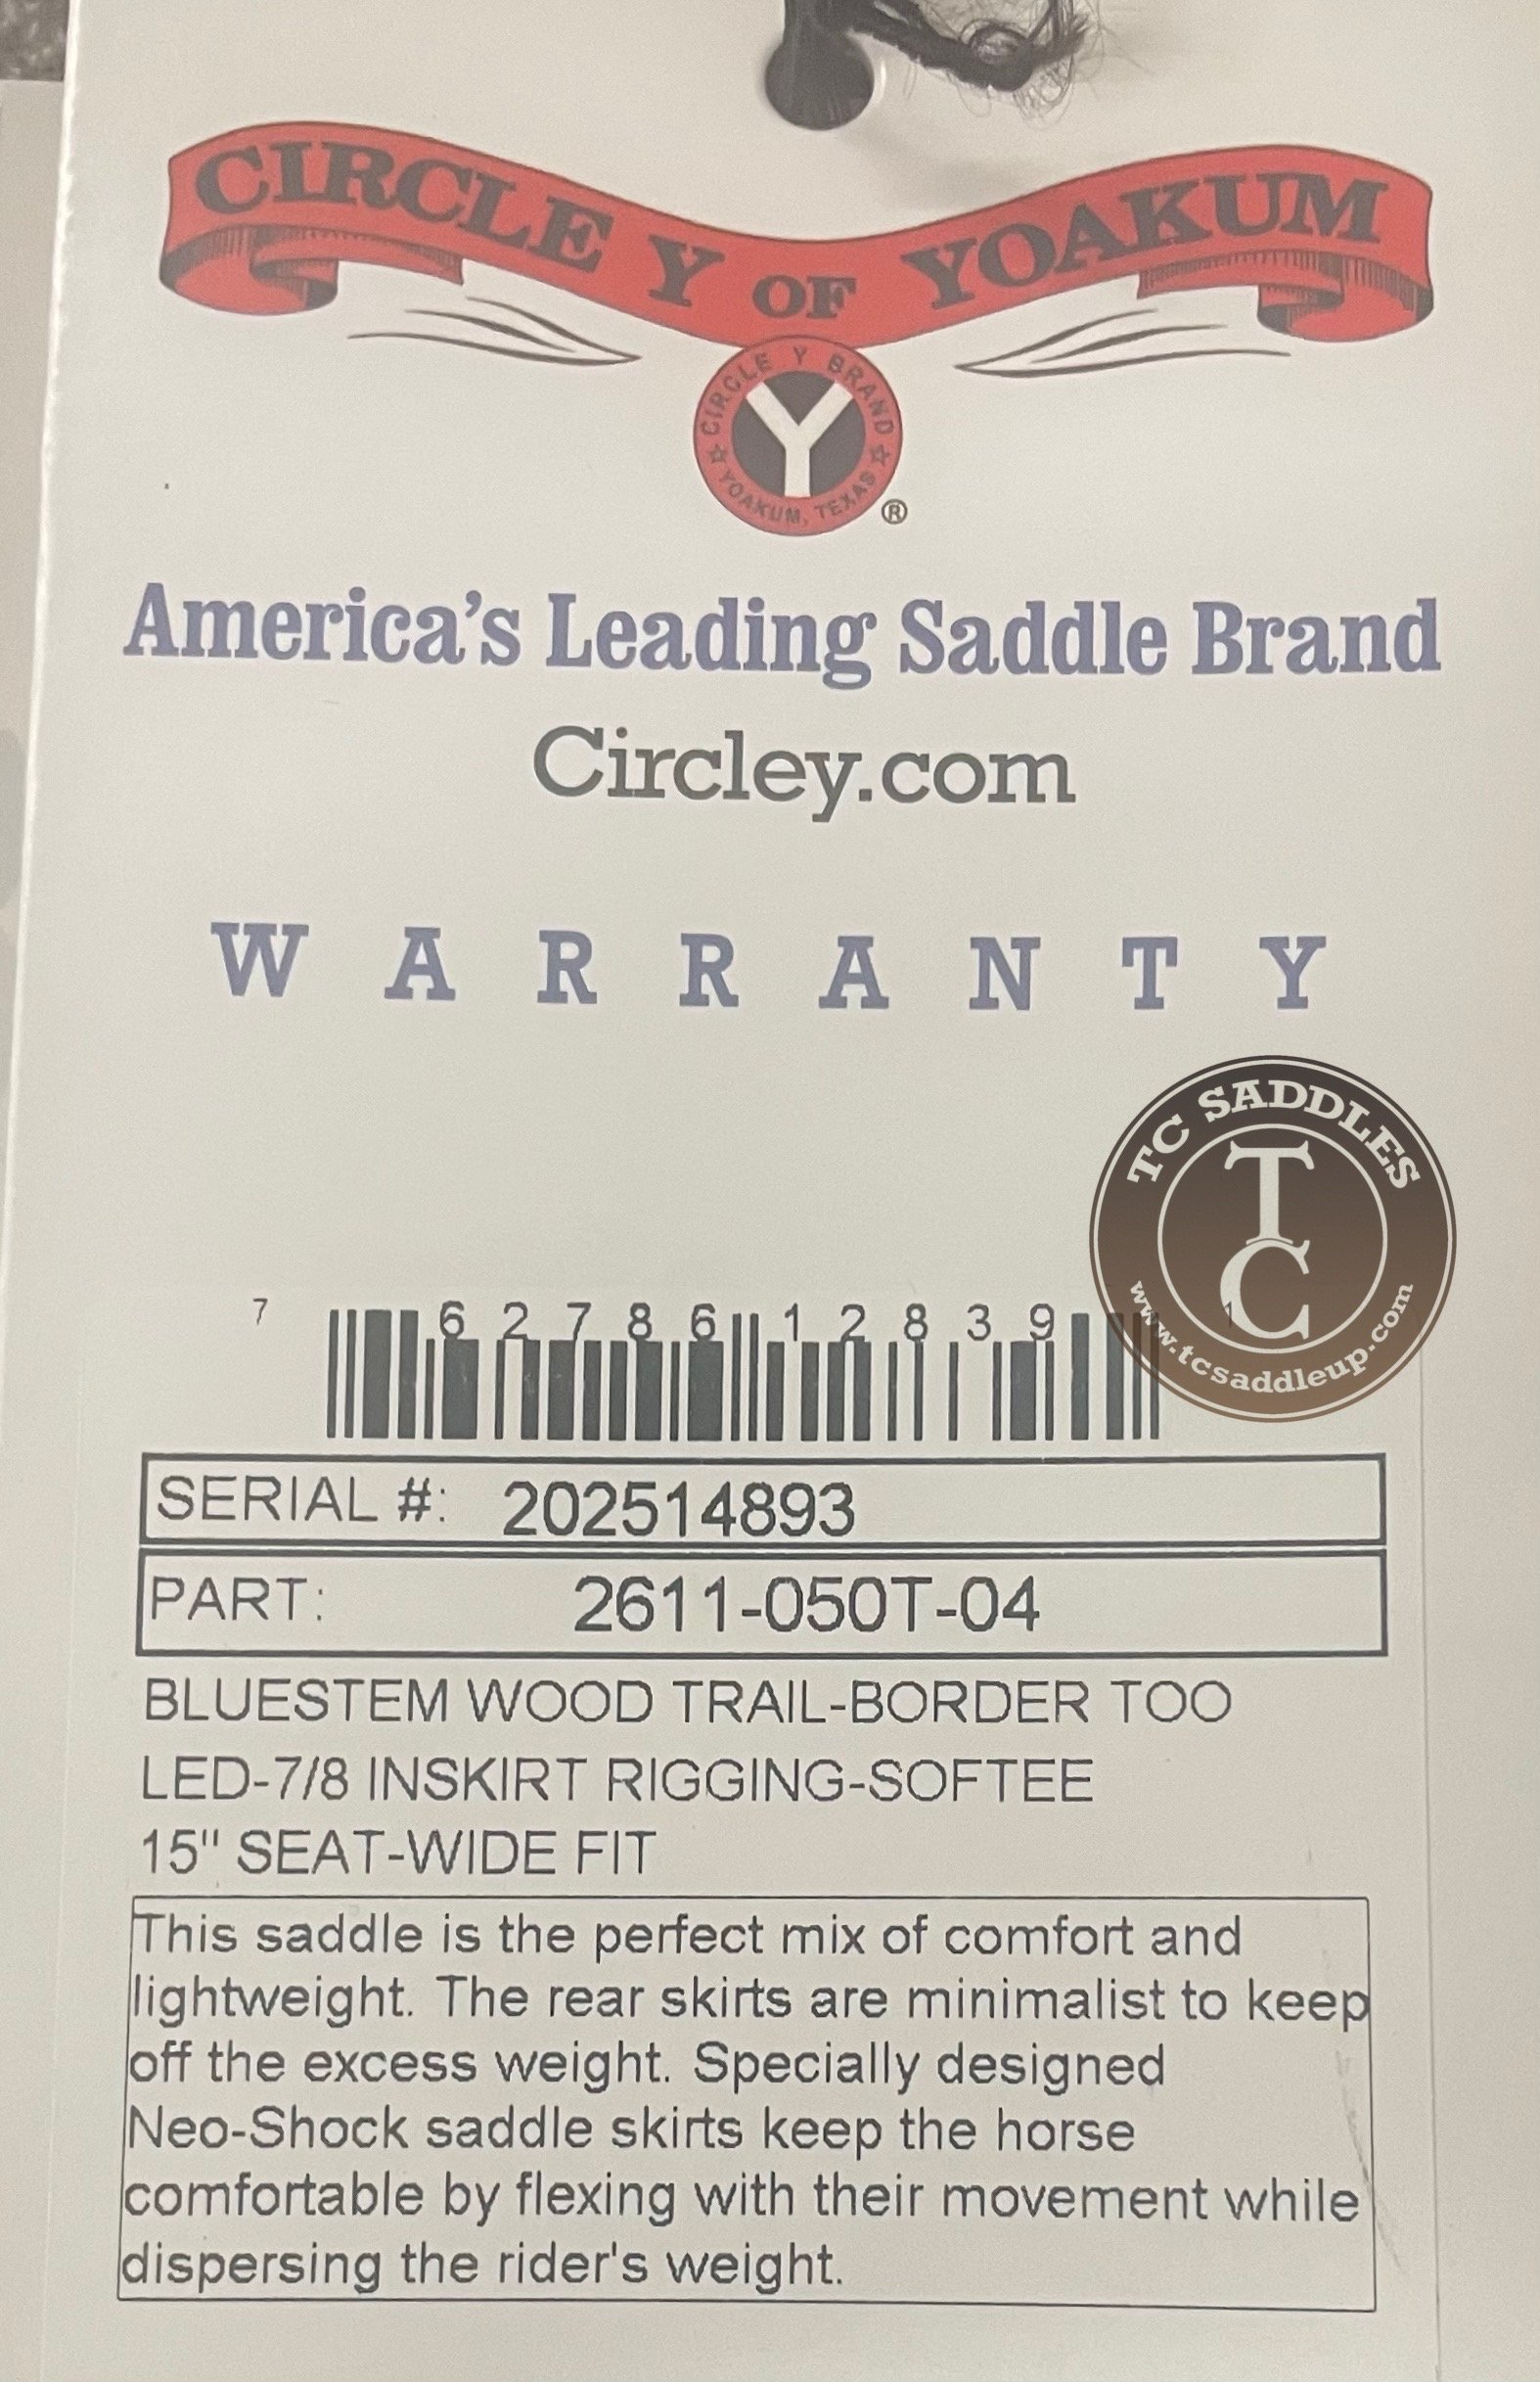 CIRCLE Y OF YOAKUM
CIRCLE Y BRAND
Y
YOAKUM, TEXAS
®
America's Leading Saddle Brand
Circley.com
WARRANTY
TC SADDLES
TC
www.tcsaddleup.com
7 62786 12839 1
SERIAL #: 202514893
PART: 2611-050T-04
BLUESTEM WOOD TRAIL-BORDER TOO
LED-7/8 INSKIRT RIGGING-SOFTEE
15" SEAT-WIDE FIT
This saddle is the perfect mix of comfort and
lightweight. The rear skirts are minimalist to keep
off the excess weight. Specially designed
Neo-Shock saddle skirts keep the horse
comfortable by flexing with their movement while
dispersing the rider's weight.